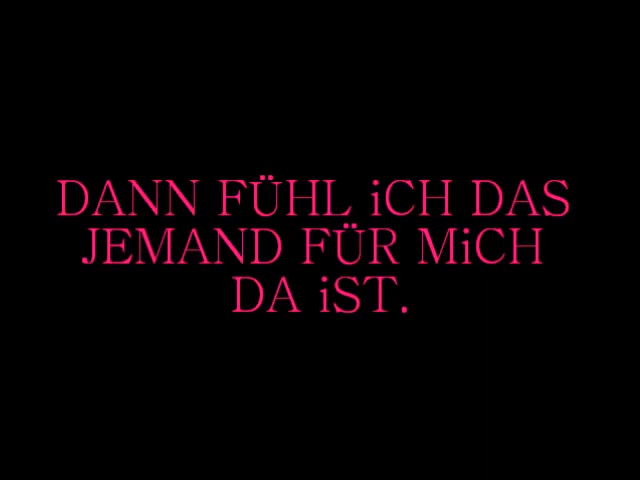 DANN FÜHL iCH DAS
JEMAND FÜR MiCH
DA iST.